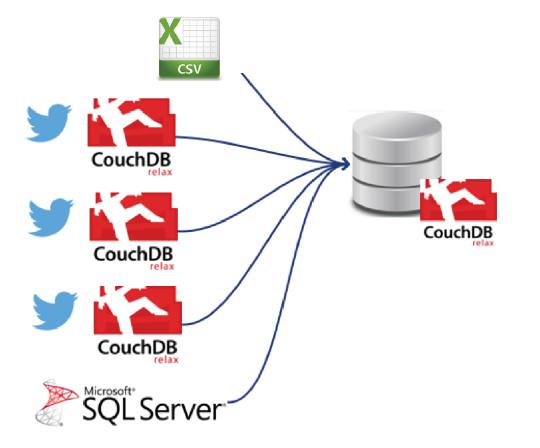 X
CSV
CouchDB
relax
CouchDB
relax
CouchDB
relax
CouchDB
relax
Microsoft®
SQL Server®